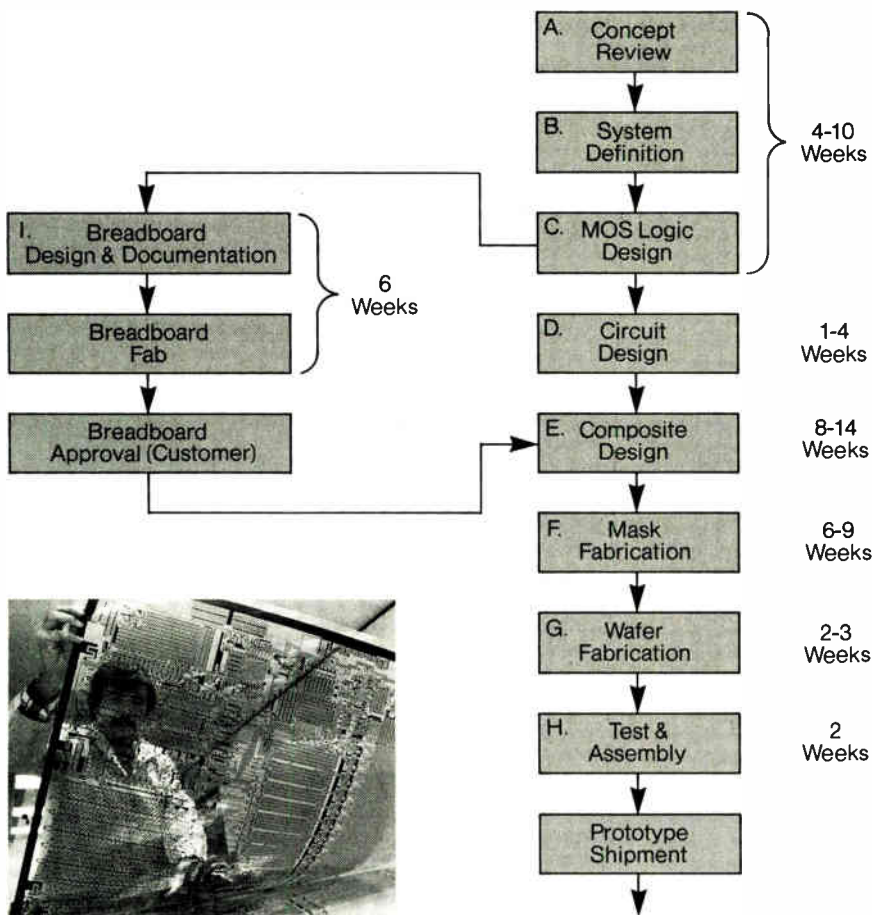 A. Concept
Review
B. System
Definition
C. MOS Logic
Design
4-10
Weeks
I. Breadboard
Design & Documentation
Breadboard
Fab
6
Weeks
Breadboard
Approval (Customer)
D. Circuit
Design
1-4
Weeks
E. Composite
Design
8-14
Weeks
F. Mask
Fabrication
6-9
Weeks
G. Wafer
Fabrication
2-3
Weeks
H. Test &
Assembly
2
Weeks
Prototype
Shipment